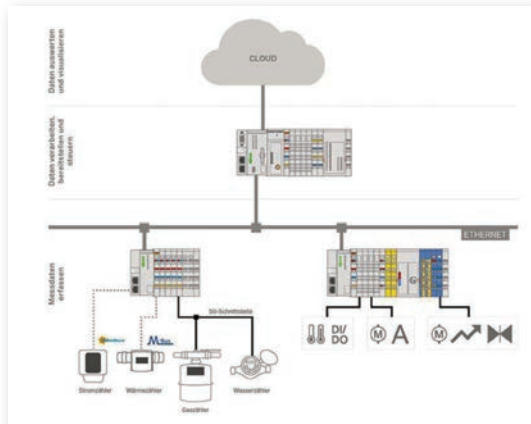 Daten auswerten
und visualisieren
CLOUD
Daten verarbeiten,
bereitstellen und
steuern
ETHERNET
Messdaten
erfassen
S0-Schnittstelle
DI/
DO
M
A
M
Stromzähler
Wärmezähler
Gaszähler
Wasserzähler